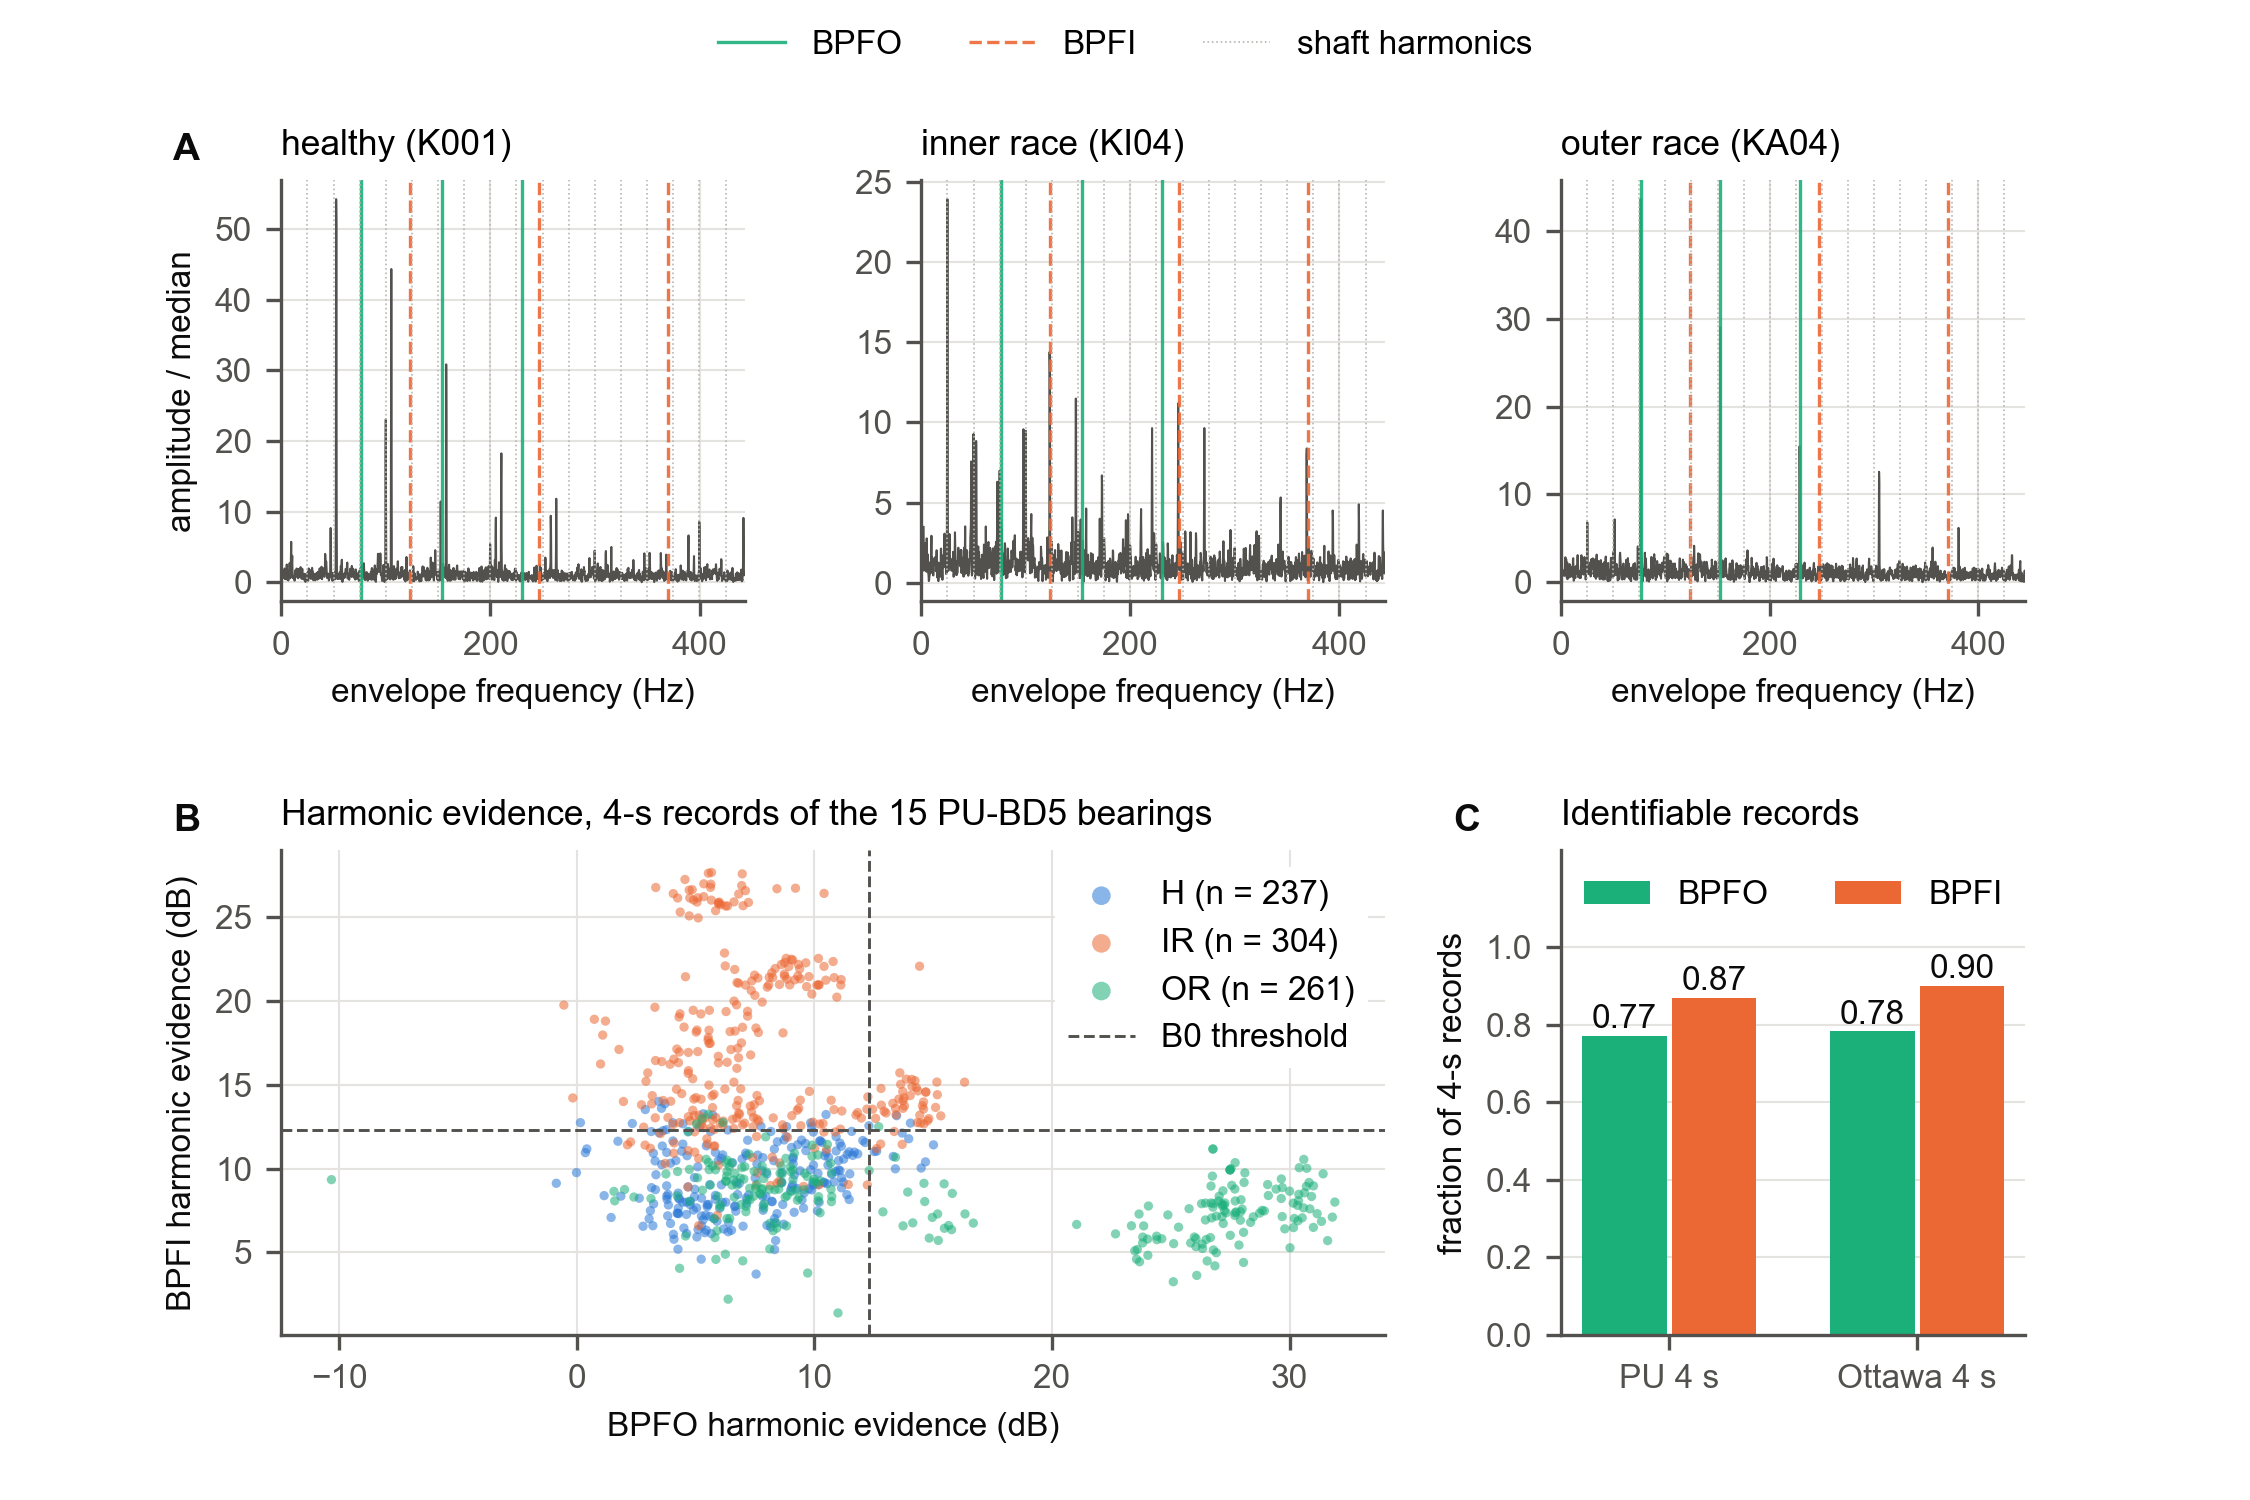 BPFO BPFI shaft harmonics
A healthy (K001) inner race (KI04) outer race (KA04)
amplitude / median
50
40
30
20
10
0
0 200 400
envelope frequency (Hz)
25
20
15
10
5
0
0 200 400
envelope frequency (Hz)
40
30
20
10
0
0 200 400
envelope frequency (Hz)
B Harmonic evidence, 4-s records of the 15 PU-BD5 bearings
BPFI harmonic evidence (dB)
25
20
15
10
5
H (n = 237)
IR (n = 304)
OR (n = 261)
B0 threshold
−10 0 10 20 30
BPFO harmonic evidence (dB)
C Identifiable records
BPFO BPFI
fraction of 4-s records
1.0
0.8
0.6
0.4
0.2
0.0
0.77 0.87 0.78 0.90
PU 4 s Ottawa 4 s